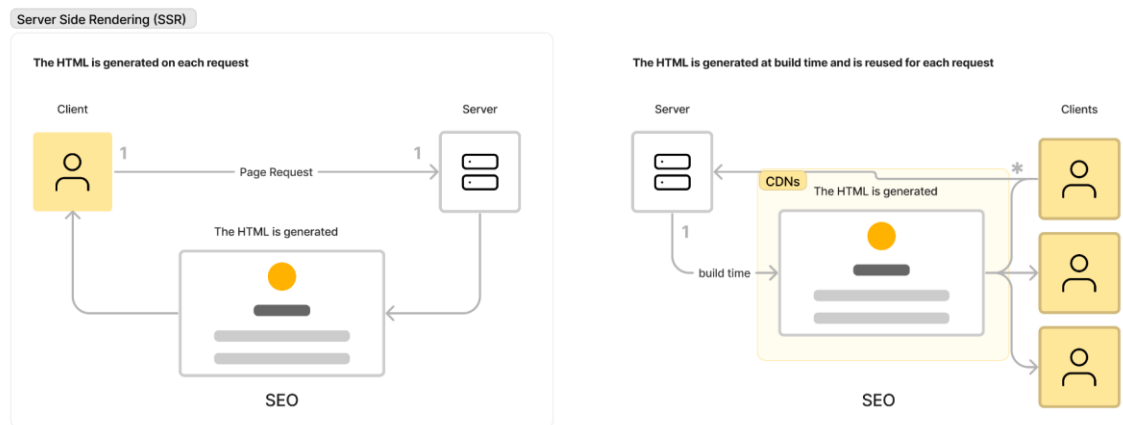 Server Side Rendering (SSR)
The HTML is generated on each request
Client
Server
1
1
Page Request
The HTML is generated
SEO
The HTML is generated at build time and is reused for each request
Server
Clients
*
CDNs
The HTML is generated
1
build time
SEO